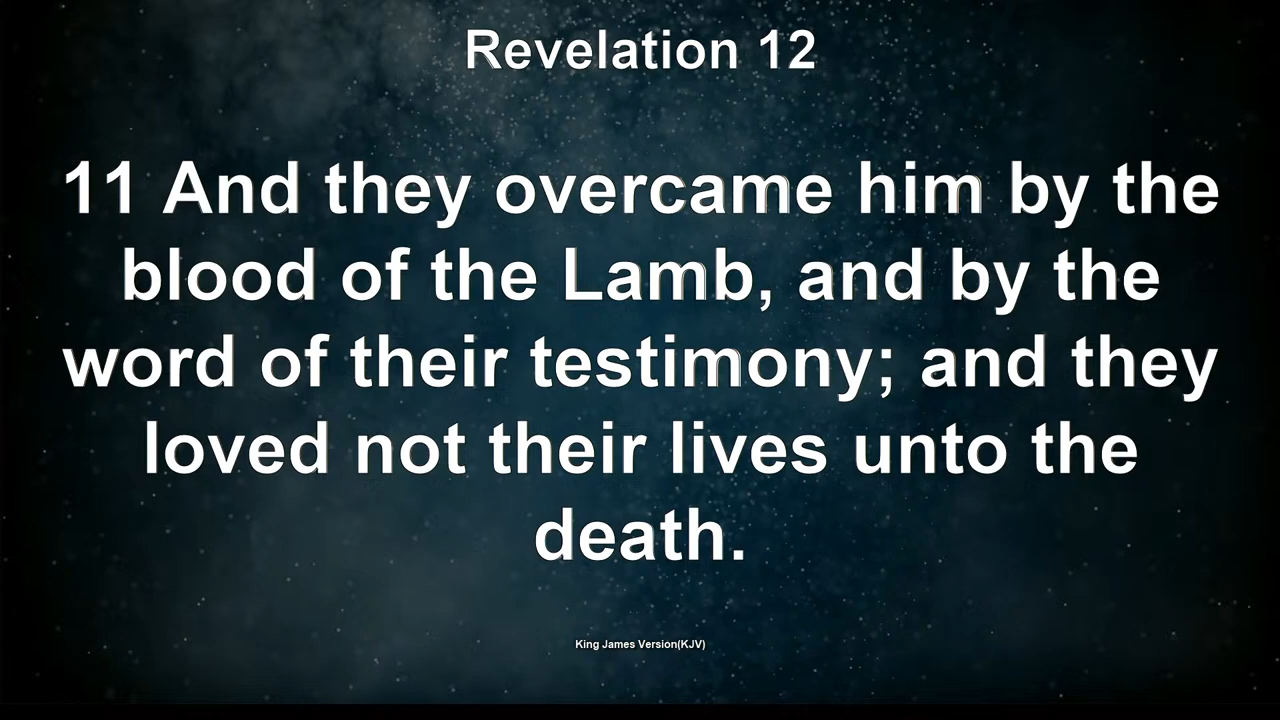 Revelation 12
11 And they overcame him by the
blood of the Lamb, and by the
word of their testimony; and they
loved not their lives unto the
death.
King James Version(KJV)